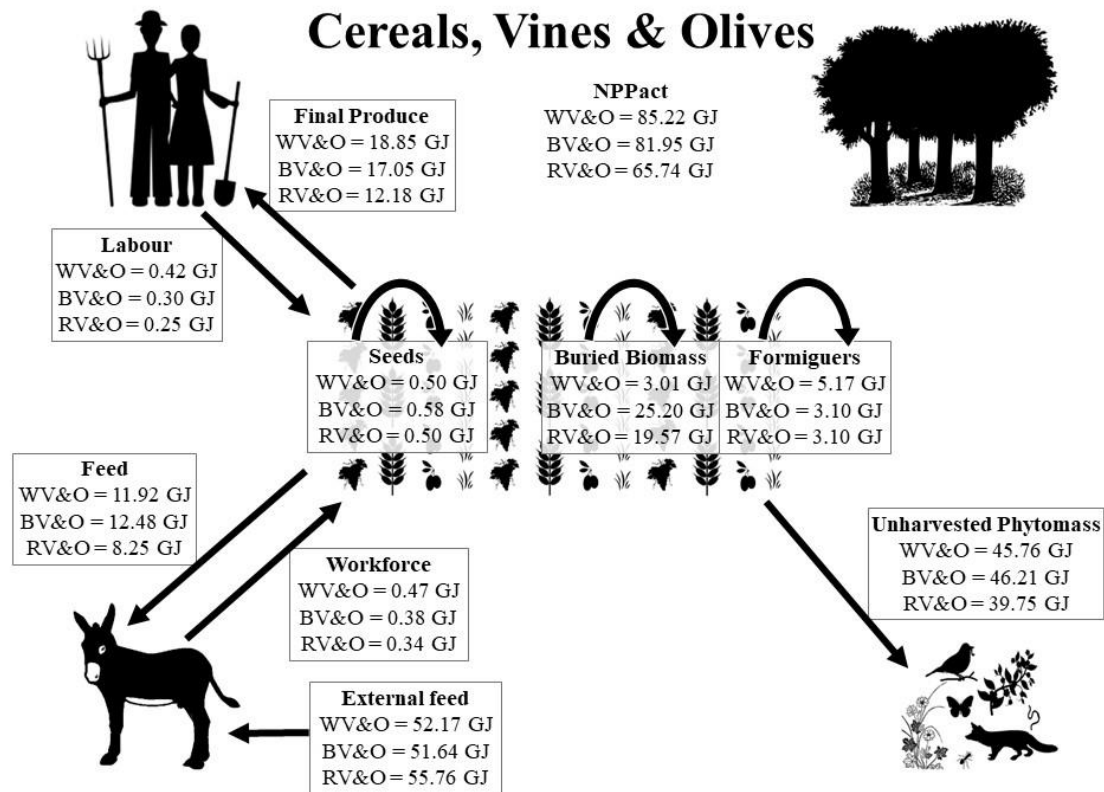 Cereals, Vines & Olives
NPPact
WV&O = 85.22 GJ
BV&O = 81.95 GJ
RV&O = 65.74 GJ
Final Produce
WV&O = 18.85 GJ
BV&O = 17.05 GJ
RV&O = 12.18 GJ
Labour
WV&O = 0.42 GJ
BV&O = 0.30 GJ
RV&O = 0.25 GJ
Seeds
WV&O = 0.50 GJ
BV&O = 0.58 GJ
RV&O = 0.50 GJ
Buried Biomass
WV&O = 3.01 GJ
BV&O = 25.20 GJ
RV&O = 19.57 GJ
Formiguers
WV&O = 5.17 GJ
BV&O = 3.10 GJ
RV&O = 3.10 GJ
Feed
WV&O = 11.92 GJ
BV&O = 12.48 GJ
RV&O = 8.25 GJ
Workforce
WV&O = 0.47 GJ
BV&O = 0.38 GJ
RV&O = 0.34 GJ
Unharvested Phytomass
WV&O = 45.76 GJ
BV&O = 46.21 GJ
RV&O = 39.75 GJ
External feed
WV&O = 52.17 GJ
BV&O = 51.64 GJ
RV&O = 55.76 GJ